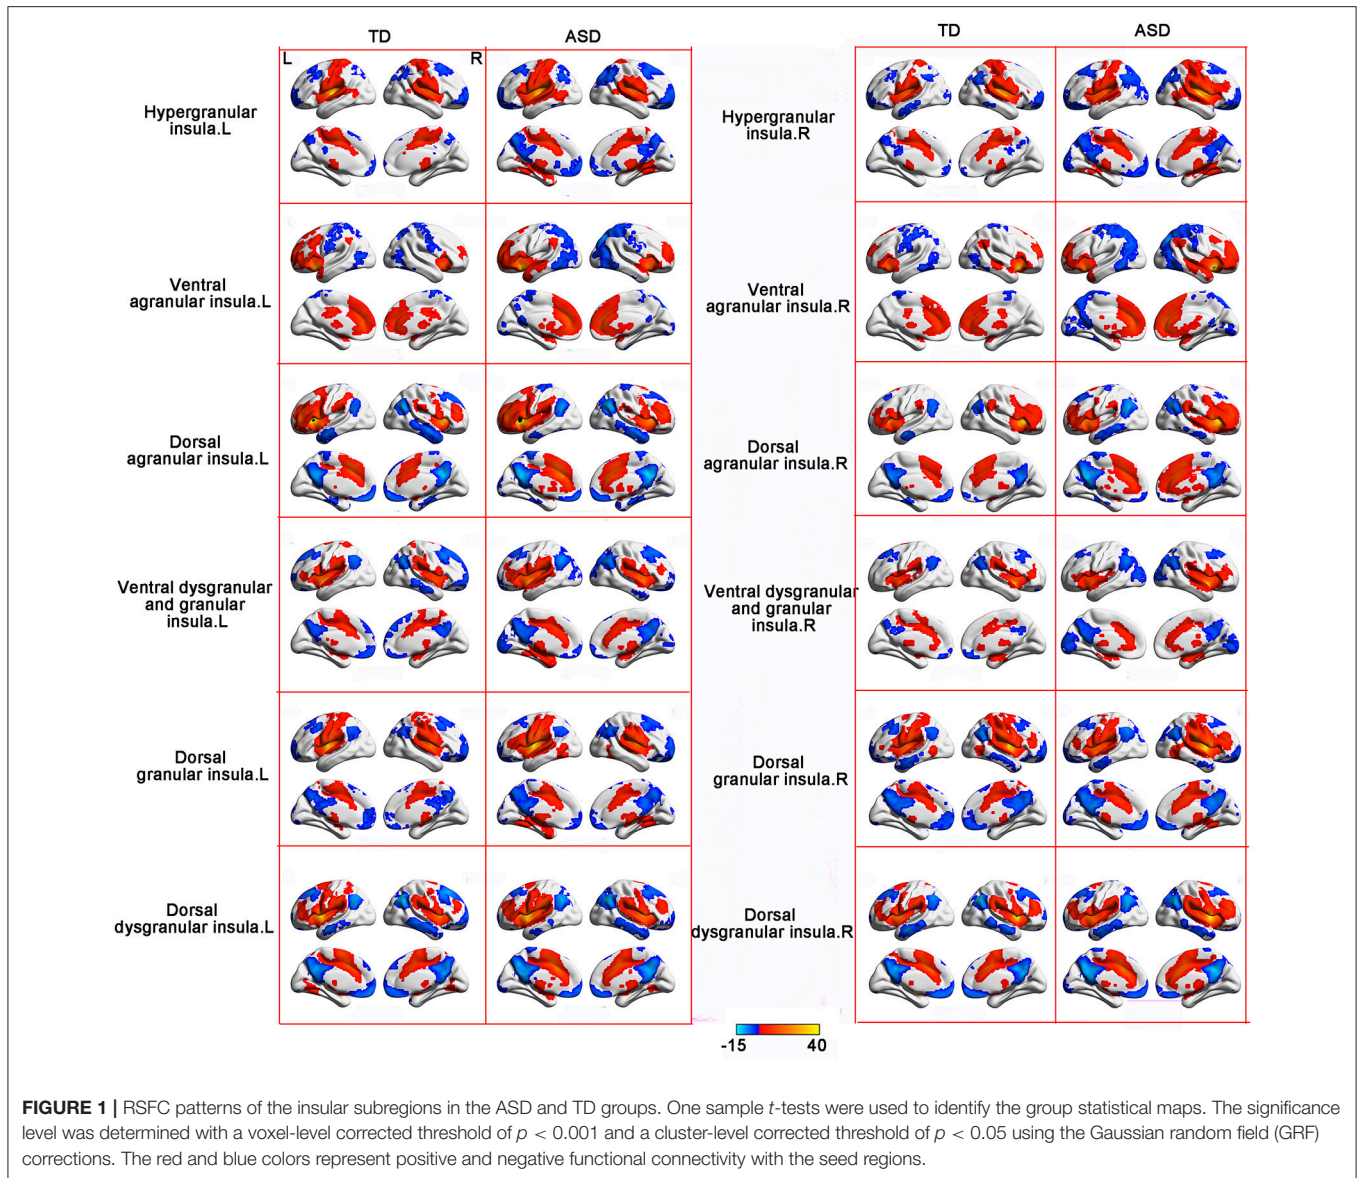 TD
ASD
TD
ASD
L
R
Hypergranular
insula.L
Hypergranular
insula.R
Ventral
agranular insula.L
Ventral
agranular insula.R
Dorsal
agranular insula.L
Dorsal
agranular insula.R
Ventral dysgranular
and granular
insula.L
Ventral dysgranular
and granular
insula.R
Dorsal
granular insula.L
Dorsal
granular insula.R
Dorsal
dysgranular insula.L
Dorsal
dysgranular insula.R
-15
40
FIGURE 1 | RSFC patterns of the insular subregions in the ASD and TD groups. One sample t-tests were used to identify the group statistical maps. The significance
level was determined with a voxel-level corrected threshold of p < 0.001 and a cluster-level corrected threshold of p < 0.05 using the Gaussian random field (GRF)
corrections. The red and blue colors represent positive and negative functional connectivity with the seed regions.